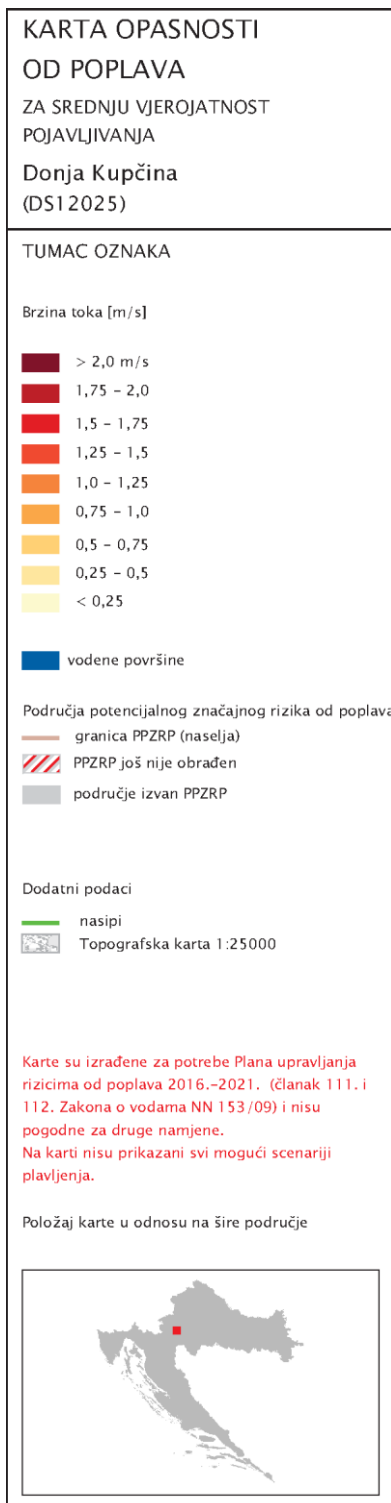 KARTA OPASNOSTI
OD POPLAVA
ZA SREDNJU VJEROJATNOST
POJAVLJIVANJA
Donja Kupčina
(DS12025)
TUMAC OZNAKA
Brzina toka [m/s]
> 2,0 m/s
1,75 – 2,0
1,5 – 1,75
1,25 – 1,5
1,0 – 1,25
0,75 – 1,0
0,5 – 0,75
0,25 – 0,5
< 0,25
vodene površine
Područja potencijalnog značajnog rizika od poplava
granica PPZRP (naselja)
PPZRP još nije obrađen
područje izvan PPZRP
Dodatni podaci
nasipi
Topografska karta 1:25000
Karte su izrađene za potrebe Plana upravljanja
rizicima od poplava 2016.–2021. (članak 111. i
112. Zakona o vodama NN 153/09) i nisu
pogodne za druge namjene.
Na karti nisu prikazani svi mogući scenariji
plavljenja.
Položaj karte u odnosu na šire područje